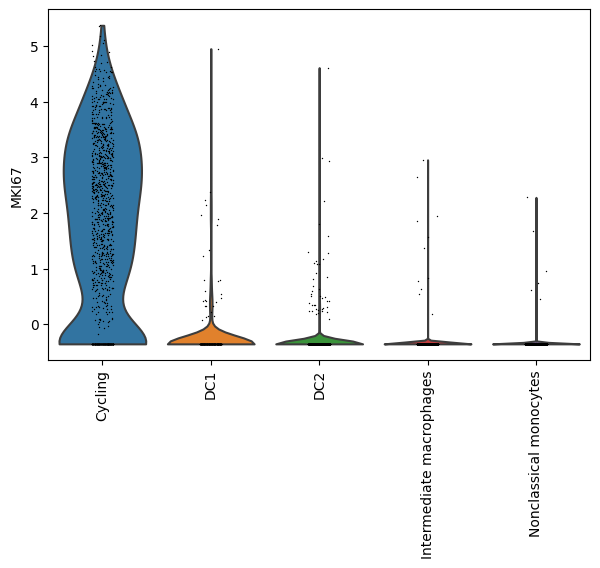 MKI67
5
4
3
2
1
0
Cycling
DC1
DC2
Intermediate macrophages
Nonclassical monocytes